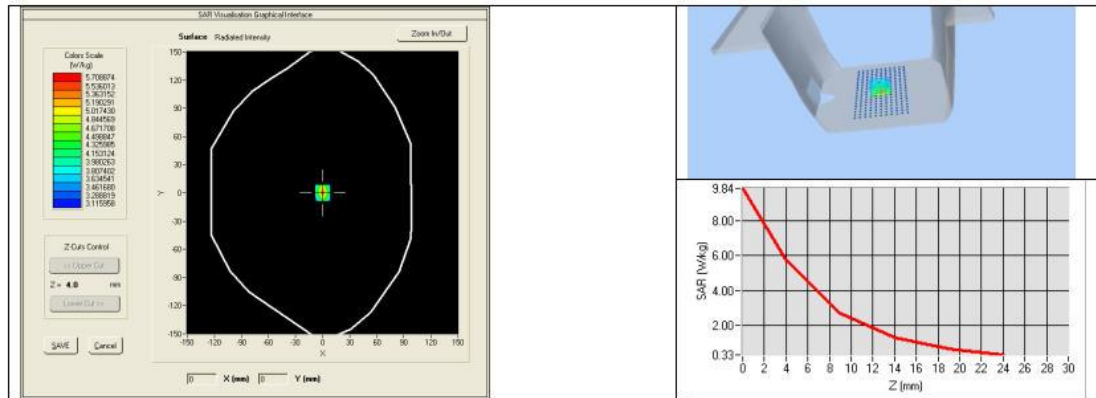 SAR Visualisation Graphical Interface
Surface Radiated Intensity
Zoom In/Out
Colors Scale
(W/kg)
5.708874
5.536013
5.363152
5.190291
5.017430
4.844569
4.671708
4.498847
4.325985
4.153124
3.980263
3.807402
3.634541
3.461680
3.288819
3.115958
Z-Cuts Control
<< Upper Cut
Z = 4.0 mm
Lower Cut >>
SAVE Cancel
150
120
90
60
30
0
-30
-60
-90
-120
-150
Y
-150 -120 -90 -60 -30 0 30 60 90 120 150
X
0 X (mm) 0 Y (mm)
9.84
8.00
6.00
4.00
2.00
0.33
SAR (W/kg)
0 2 4 6 8 10 12 14 16 18 20 22 24 26 28 30
Z (mm)